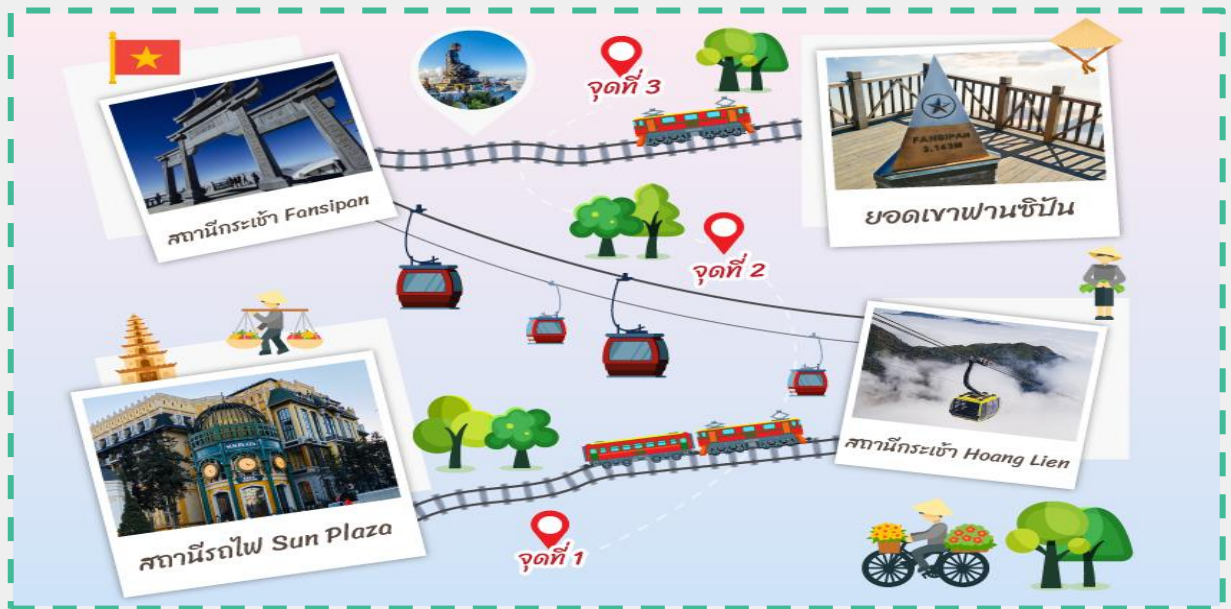 จุดที่ 3
FANSIPAN
3.143M
สถานีกระเช้า Fansipan
ยอดเขาฟานซิปัน
จุดที่ 2
สถานีกระเช้า Hoang Lien
สถานีรถไฟ Sun Plaza
จุดที่ 1